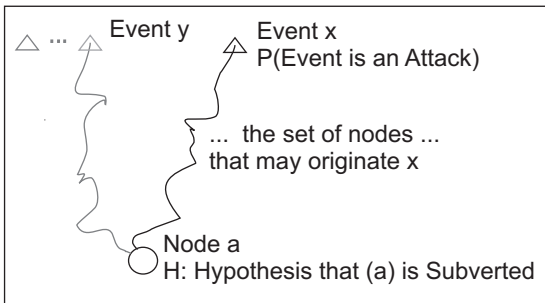 ... Event y
Event x
P(Event is an Attack)
... the set of nodes ...
that may originate x
Node a
H: Hypothesis that (a) is Subverted